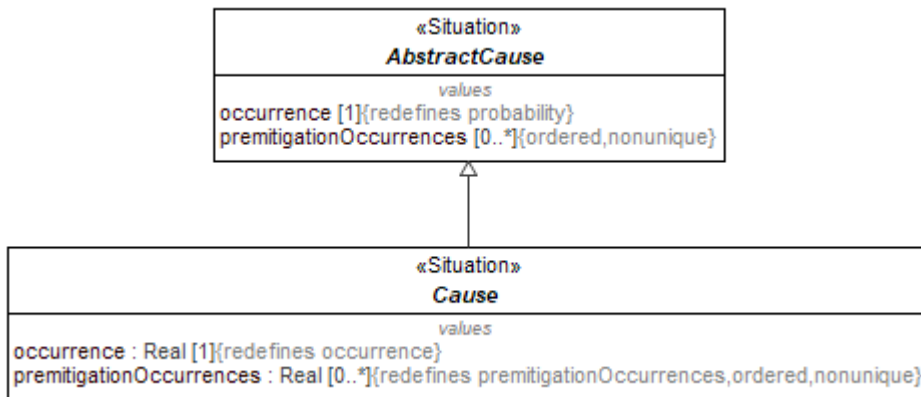 «Situation»
AbstractCause
values
occurrence [1]{redefines probability}
premitigationOccurrences [0..*]{ordered,nonunique}
«Situation»
Cause
values
occurrence : Real [1]{redefines occurrence}
premitigationOccurrences : Real [0..*]{redefines premitigationOccurrences,ordered,nonunique}